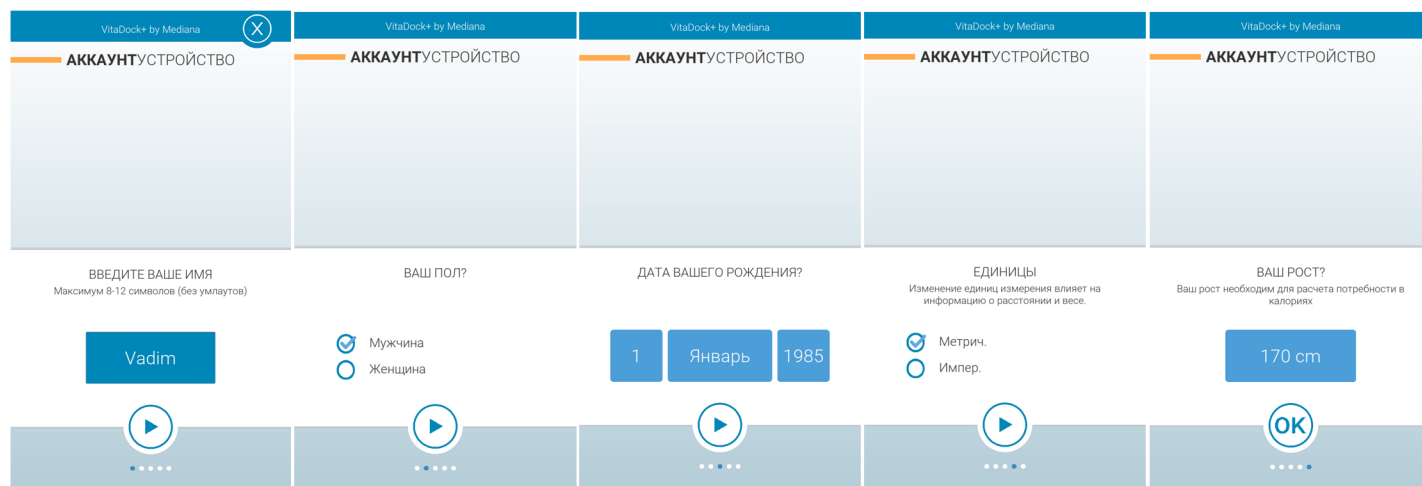 VitaDock+ by Mediana
X
АККАУНТУСТРОЙСТВО
ВВЕДИТЕ ВАШЕ ИМЯ
Максимум 8-12 символов (без умлаутов)
Vadim
VitaDock+ by Mediana
АККАУНТУСТРОЙСТВО
ВАШ ПОЛ?
Мужчина
Женщина
VitaDock+ by Mediana
АККАУНТУСТРОЙСТВО
ДАТА ВАШЕГО РОЖДЕНИЯ?
1 Январь 1985
VitaDock+ by Mediana
АККАУНТУСТРОЙСТВО
ЕДИНИЦЫ
Изменение единиц измерения влияет на
информацию о расстоянии и весе.
Метрич.
Импер.
VitaDock+ by Mediana
АККАУНТУСТРОЙСТВО
ВАШ РОСТ?
Ваш рост необходим для расчета потребности в
калориях
170 cm
OK